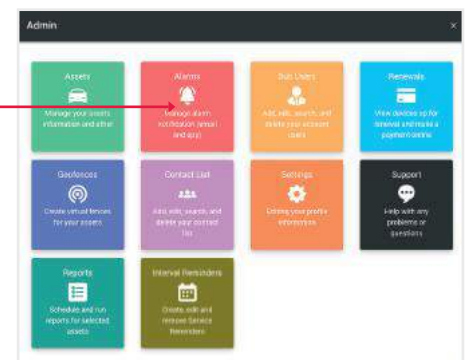 Admin ×
Assets
Manage your assets
information and other
Alarms
Manage alarm
notification (email
and app)
Sub Users
Add, edit, search, and
delete your account
users
Renewals
View devices up for
renewal and make a
payment online
Geofences
Create virtual fences
for your assets
Contact List
Add, edit, search, and
delete your contact
list
Settings
Editing your profile
information
Support
Help with any
problems or
questions
Reports
Schedule and run
reports for selected
assets
Interval Reminders
Create, edit and
remove Service
Reminders